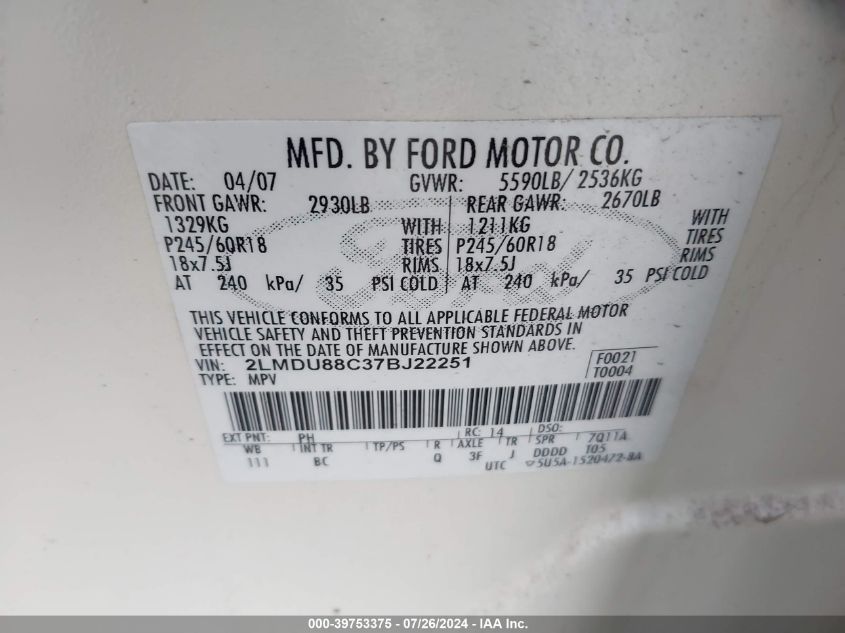 MFD. BY FORD MOTOR CO.
DATE: 04/07 GVWR: 5590LB/ 2536KG
FRONT GAWR: 2930LB REAR GAWR: 2670LB
1329KG WITH 1211KG WITH
P245/60R18 TIRES P245/60R18 TIRES
18x7.5J RIMS 18x7.5J RIMS
AT 240 kPa/ 35 PSI COLD AT 240 kPa/ 35 PSI COLD
THIS VEHICLE CONFORMS TO ALL APPLICABLE FEDERAL MOTOR
VEHICLE SAFETY AND THEFT PREVENTION STANDARDS IN
EFFECT ON THE DATE OF MANUFACTURE SHOWN ABOVE.
VIN: 2LMDU88C37BJ22251 F0021
TYPE: MPV T0004
EXT PNT: PH RC: 14 DSO:
WB INT TR TP/PS R AXLE TR SPR 7Q11A
111 BC Q 3F J DDDD T05
UTC 5U5A-1520472-BA
000-39753375 - 07/26/2024 - IAA Inc.